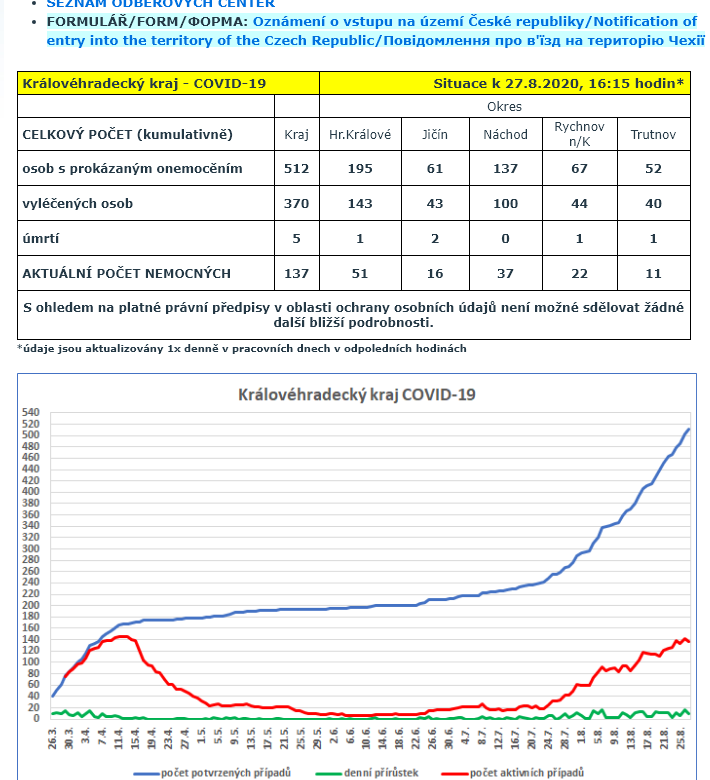 SEZNAM ODBĚROVÝCH CENTER
FORMULÁŘ/FORM/ФОРМА: Oznámení o vstupu na území České republiky/Notification of
entry into the territory of the Czech Republic/Повідомлення про в'їзд на територію Чехії
Královéhradecký kraj - COVID-19 Situace k 27.8.2020, 16:15 hodin*
Okres
CELKOVÝ POČET (kumulativně) Kraj Hr.Králové Jičín Náchod Rychnov n/K Trutnov
osob s prokázaným onemocěním 512 195 61 137 67 52
vyléčených osob 370 143 43 100 44 40
úmrtí 5 1 2 0 1 1
AKTUÁLNÍ POČET NEMOCNÝCH 137 51 16 37 22 11
S ohledem na platné právní předpisy v oblasti ochrany osobních údajů není možné sdělovat žádné
další bližší podrobnosti.
*údaje jsou aktualizovány 1x denně v pracovních dnech v odpoledních hodinách
Královéhradecký kraj COVID-19
540
520
500
480
460
440
420
400
380
360
340
320
300
280
260
240
220
200
180
160
140
120
100
80
60
40
20
0
26.3. 30.3. 3.4. 7.4. 11.4. 15.4. 19.4. 23.4. 27.4. 1.5. 5.5. 9.5. 13.5. 17.5. 21.5. 25.5. 29.5. 2.6. 6.6. 10.6. 14.6. 18.6. 22.6. 26.6. 30.6. 4.7. 8.7. 12.7. 16.7. 20.7. 24.7. 28.7. 1.8. 5.8. 9.8. 13.8. 17.8. 21.8. 25.8.
počet potvrzených případů denní přírůstek počet aktivních případů